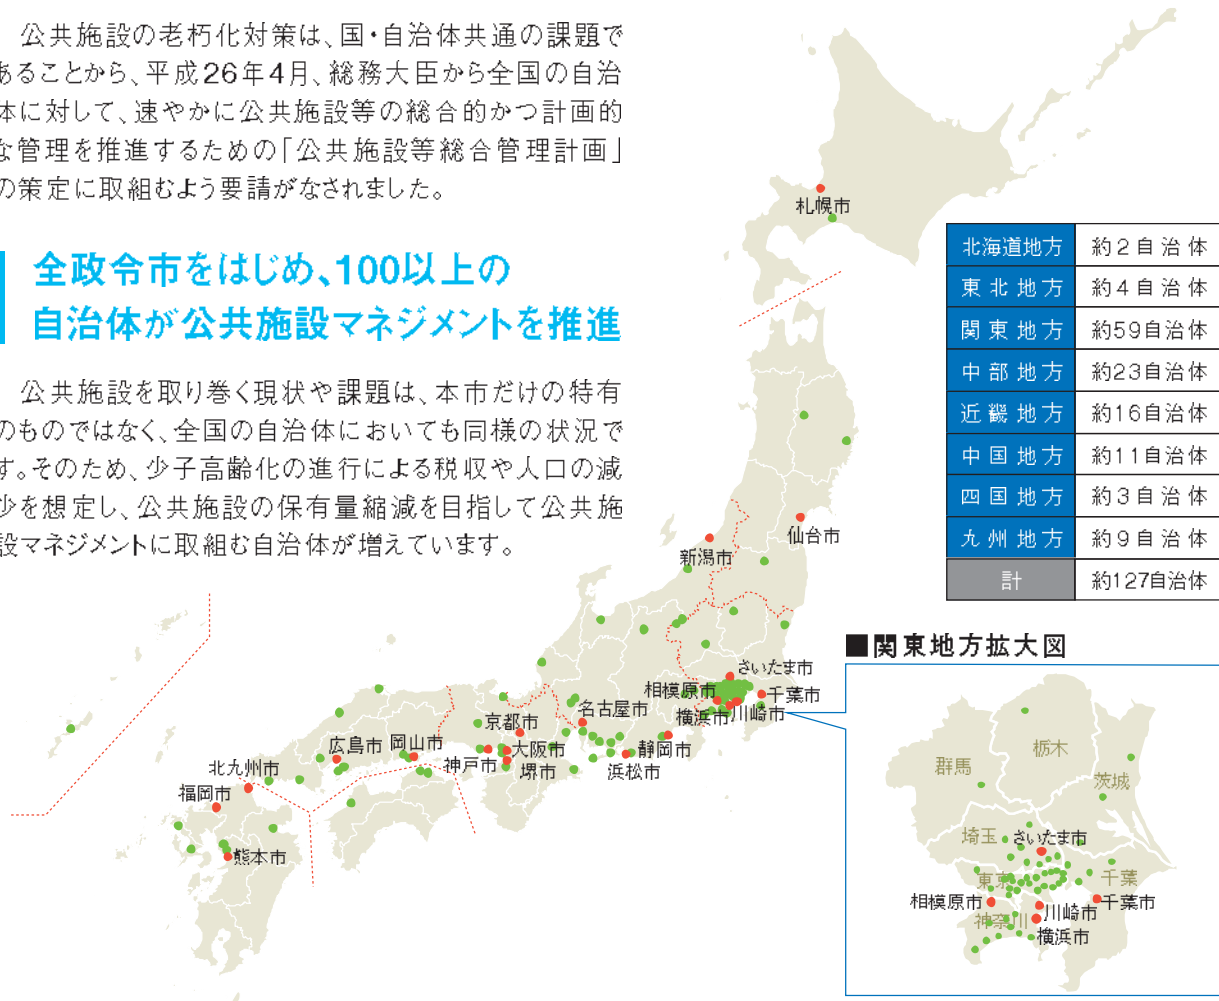 公共施設の老朽化対策は、国・自治体共通の課題で
あることから、平成26年4月、総務大臣から全国の自治
体に対して、速やかに公共施設等の総合的かつ計画的
な管理を推進するための「公共施設等総合管理計画」
の策定に取組むよう要請がなされました。
全政令市をはじめ、100以上の
自治体が公共施設マネジメントを推進
公共施設を取り巻く現状や課題は、本市だけの特有
のものではなく、全国の自治体においても同様の状況で
す。そのため、少子高齢化の進行による税収や人口の減
少を想定し、公共施設の保有量縮減を目指して公共施
設マネジメントに取組む自治体が増えています。
札幌市
仙台市
新潟市
さいたま市
相模原市
千葉市
横浜市
川崎市
名古屋市
静岡市
浜松市
京都市
大阪市
堺市
神戸市
岡山市
広島市
北九州市
福岡市
熊本市
北海道地方 約2自治体
東北地方 約4自治体
関東地方 約59自治体
中部地方 約23自治体
近畿地方 約16自治体
中国地方 約11自治体
四国地方 約3自治体
九州地方 約9自治体
計 約127自治体
■関東地方拡大図
栃木
群馬
茨城
埼玉
さいたま市
東京
千葉
相模原市
千葉市
神奈川
川崎市
横浜市